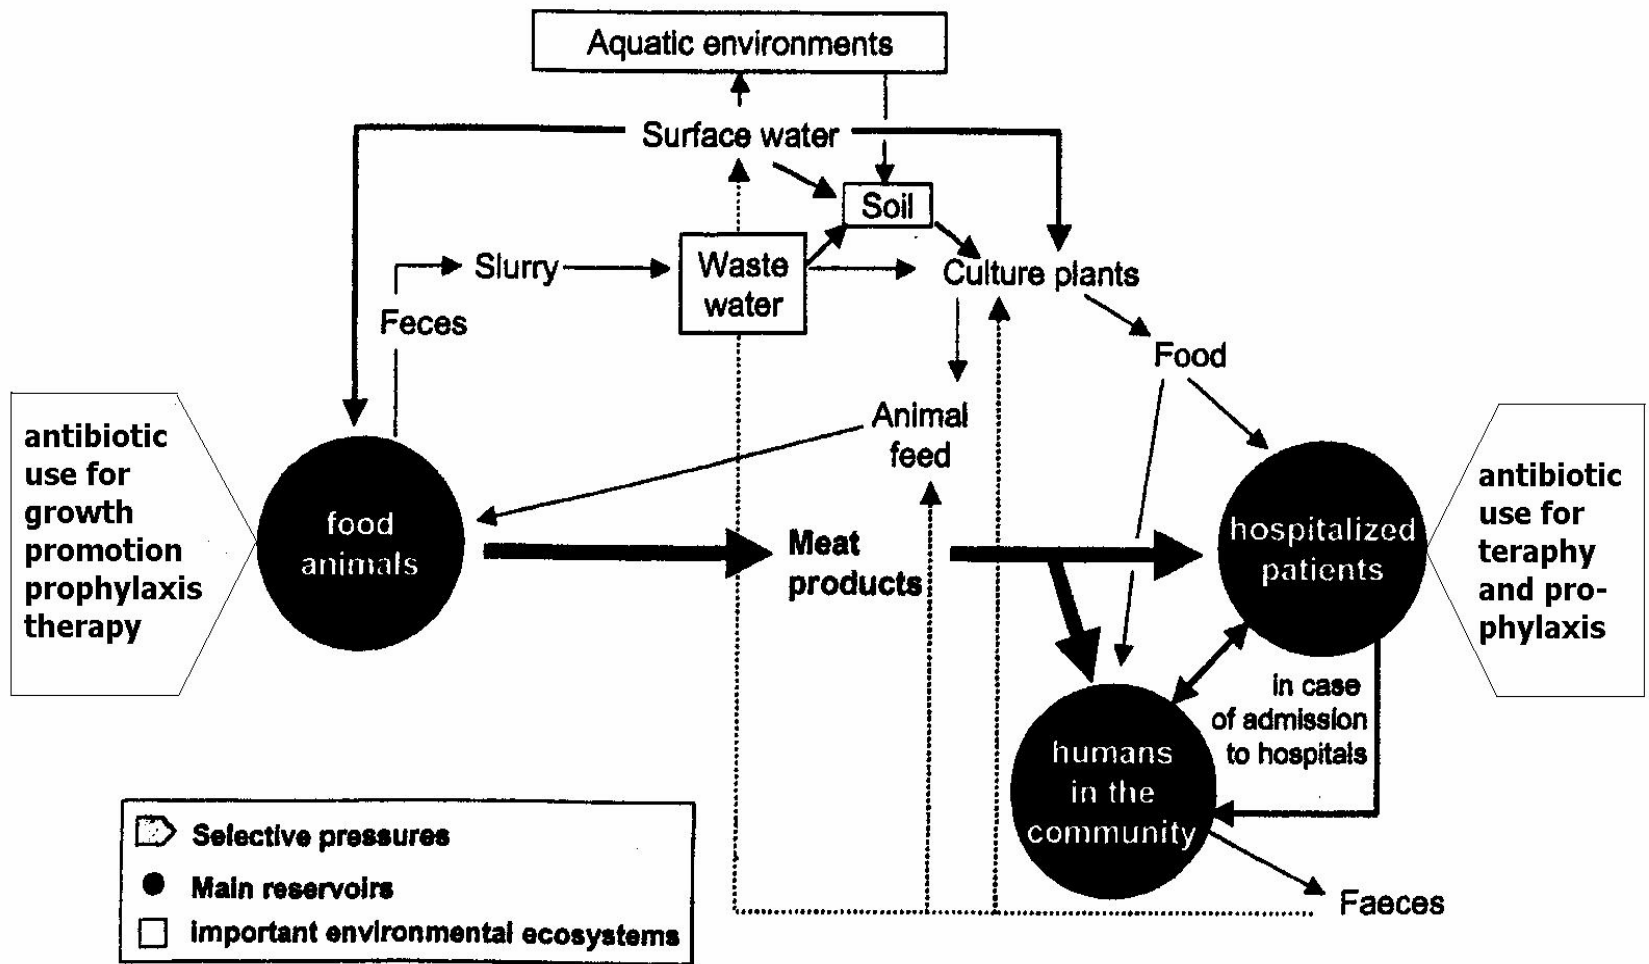 Aquatic environments
Surface water
Soil
Slurry
Waste
water
Culture plants
Feces
Food
Animal
feed
antibiotic
use for
growth
promotion
prophylaxis
therapy
food
animals
Meat
products
hospitalized
patients
antibiotic
use for
teraphy
and pro-
phylaxis
in case
of admission
to hospitals
humans
in the
community
Faeces
Selective pressures
Main reservoirs
important environmental ecosystems